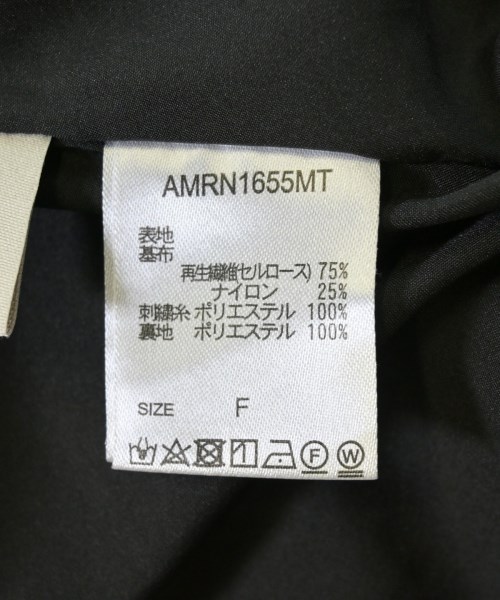 AMRN1655MT
表地
基布
再生繊維(セルロース) 75%
ナイロン 25%
刺繍糸 ポリエステル 100%
裏地 ポリエステル 100%
SIZE F
F W